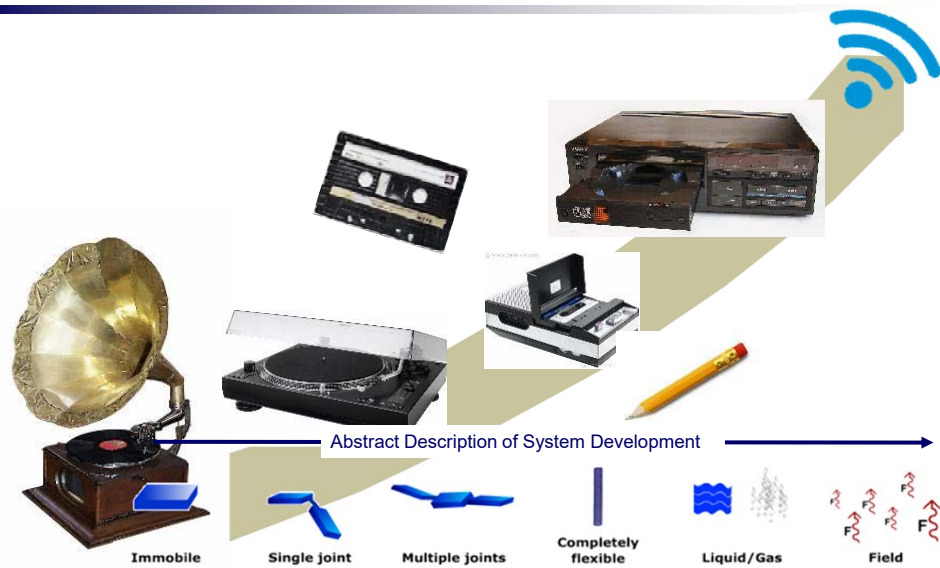 Abstract Description of System Development
Immobile
Single joint
Multiple joints
Completely
flexible
Liquid/Gas
F
F
F
F
F
F
Field